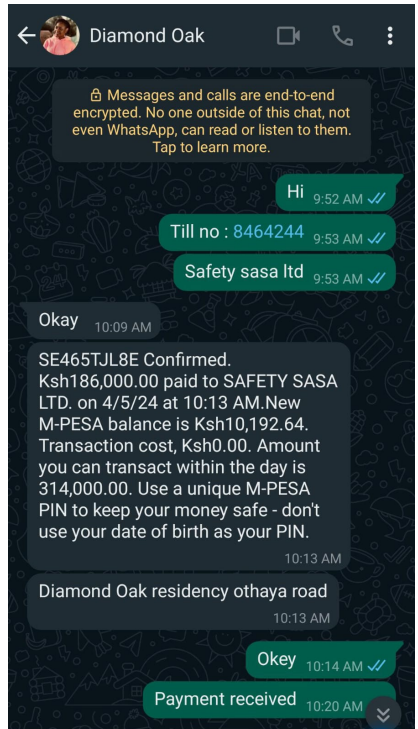 Diamond Oak
Messages and calls are end-to-end
encrypted. No one outside of this chat, not
even WhatsApp, can read or listen to them.
Tap to learn more.
Hi 9:52 AM
Till no : 8464244 9:53 AM
Safety sasa ltd 9:53 AM
Okay 10:09 AM
SE465TJL8E Confirmed.
Ksh186,000.00 paid to SAFETY SASA
LTD. on 4/5/24 at 10:13 AM.New
M-PESA balance is Ksh10,192.64.
Transaction cost, Ksh0.00. Amount
you can transact within the day is
314,000.00. Use a unique M-PESA
PIN to keep your money safe - don't
use your date of birth as your PIN.
10:13 AM
Diamond Oak residency othaya road
10:13 AM
Okey 10:14 AM
Payment received 10:20 AM